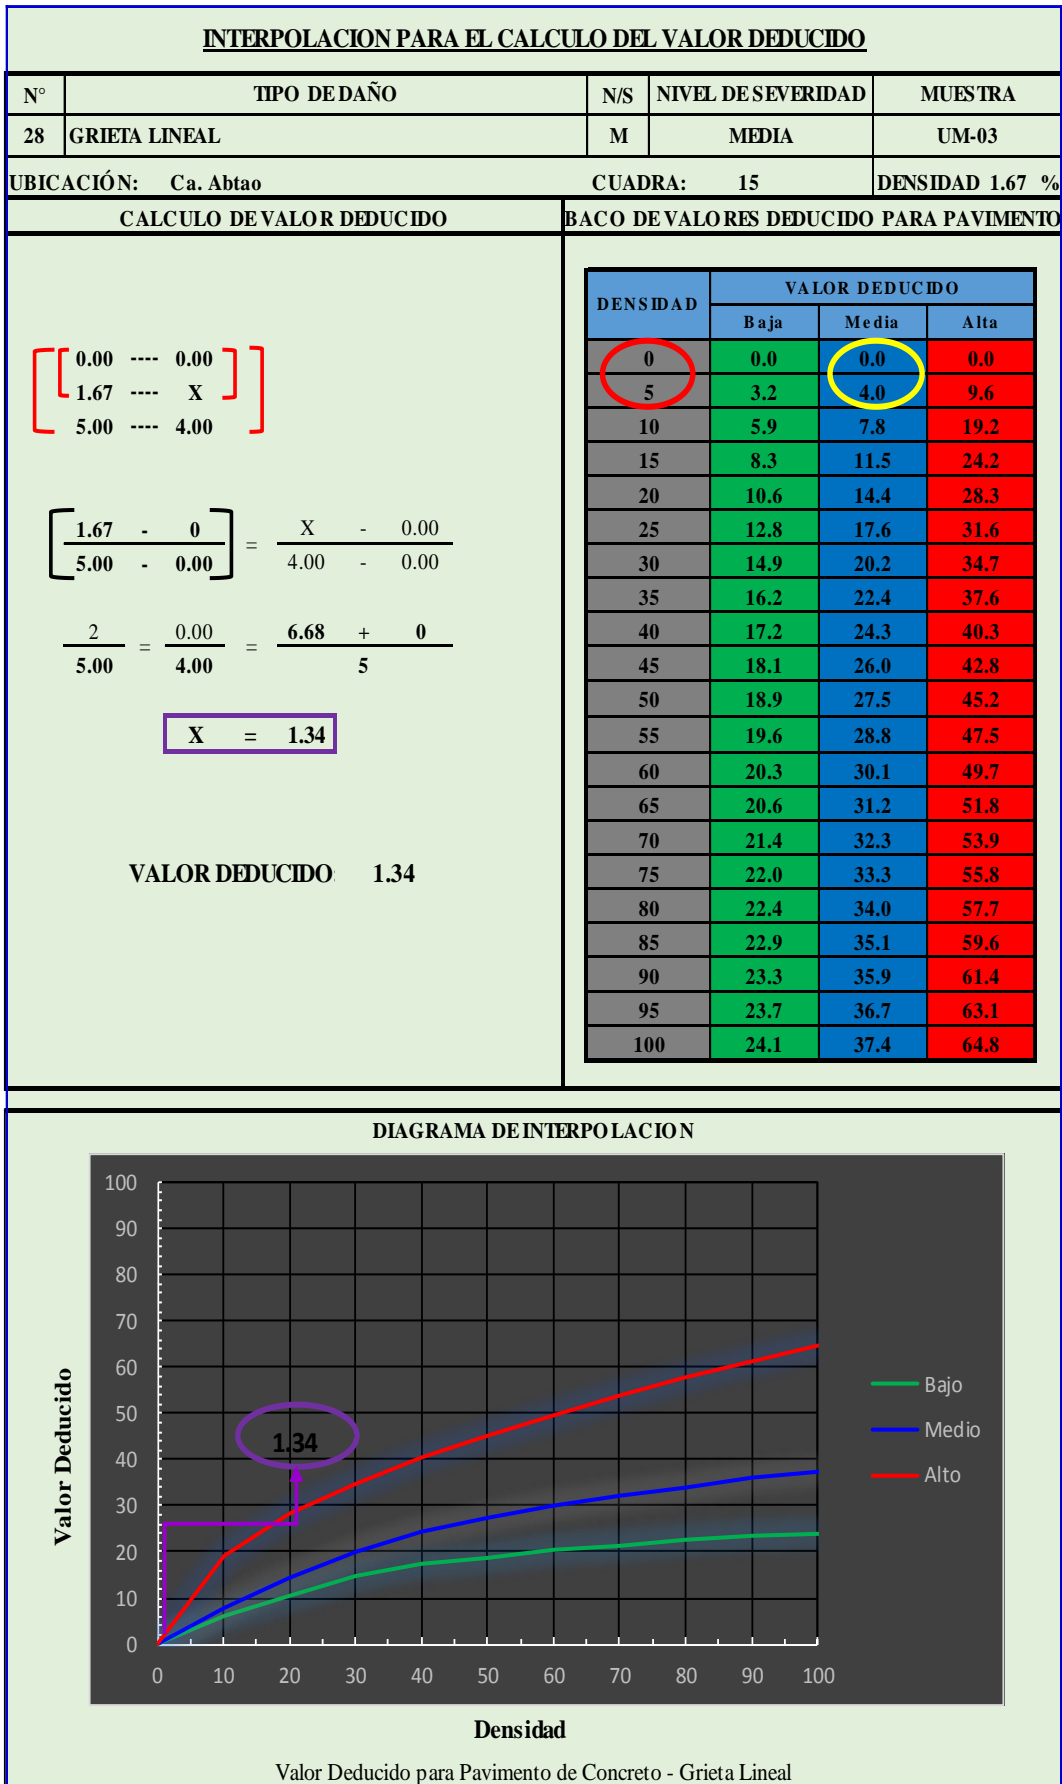 INTERPOLACION PARA EL CALCULO DEL VALOR DEDUCIDO
N° TIPO DE DAÑO N/S NIVEL DE SEVERIDAD MUESTRA
28 GRIETA LINEAL M MEDIA UM-03
UBICACIÓN: Ca. Abtao CUADRA: 15 DENSIDAD 1.67 %
CALCULO DE VALOR DEDUCIDO BACO DE VALORES DEDUCIDO PARA PAVIMENTO
0.00 ---- 0.00
1.67 ---- X
5.00 ---- 4.00
1.67 - 0 = X - 0.00
5.00 - 0.00 4.00 - 0.00
2 = 0.00 = 6.68 + 0
5.00 4.00 5
X = 1.34
VALOR DEDUCIDO: 1.34
DENSIDAD VALOR DEDUCIDO
Baja Media Alta
0 0.0 0.0 0.0
5 3.2 4.0 9.6
10 5.9 7.8 19.2
15 8.3 11.5 24.2
20 10.6 14.4 28.3
25 12.8 17.6 31.6
30 14.9 20.2 34.7
35 16.2 22.4 37.6
40 17.2 24.3 40.3
45 18.1 26.0 42.8
50 18.9 27.5 45.2
55 19.6 28.8 47.5
60 20.3 30.1 49.7
65 20.6 31.2 51.8
70 21.4 32.3 53.9
75 22.0 33.3 55.8
80 22.4 34.0 57.7
85 22.9 35.1 59.6
90 23.3 35.9 61.4
95 23.7 36.7 63.1
100 24.1 37.4 64.8
DIAGRAMA DE INTERPOLACION
Valor Deducido
100
90
80
70
60
50
40
30
20
10
0
1.34
0 10 20 30 40 50 60 70 80 90 100
Bajo
Medio
Alto
Densidad
Valor Deducido para Pavimento de Concreto - Grieta Lineal